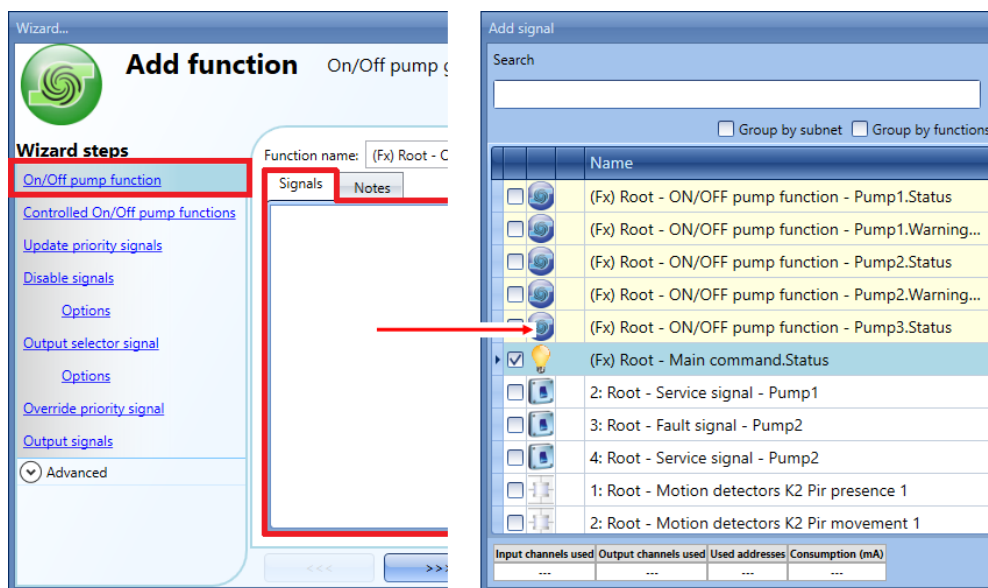 Wizard...
Add function On/Off pump
Wizard steps
On/Off pump function
Controlled On/Off pump functions
Update priority signals
Disable signals
Options
Output selector signal
Options
Override priority signal
Output signals
Advanced
Function name: (Fx) Root - C
Signals Notes
<<< >>>
Add signal
Search
Group by subnet Group by functions
Name
(Fx) Root - ON/OFF pump function - Pump1.Status
(Fx) Root - ON/OFF pump function - Pump1.Warning...
(Fx) Root - ON/OFF pump function - Pump2.Status
(Fx) Root - ON/OFF pump function - Pump2.Warning...
(Fx) Root - ON/OFF pump function - Pump3.Status
(Fx) Root - Main command.Status
2: Root - Service signal - Pump1
3: Root - Fault signal - Pump2
4: Root - Service signal - Pump2
1: Root - Motion detectors K2 Pir presence 1
2: Root - Motion detectors K2 Pir movement 1
Input channels used Output channels used Used addresses Consumption (mA)
--- --- --- ---